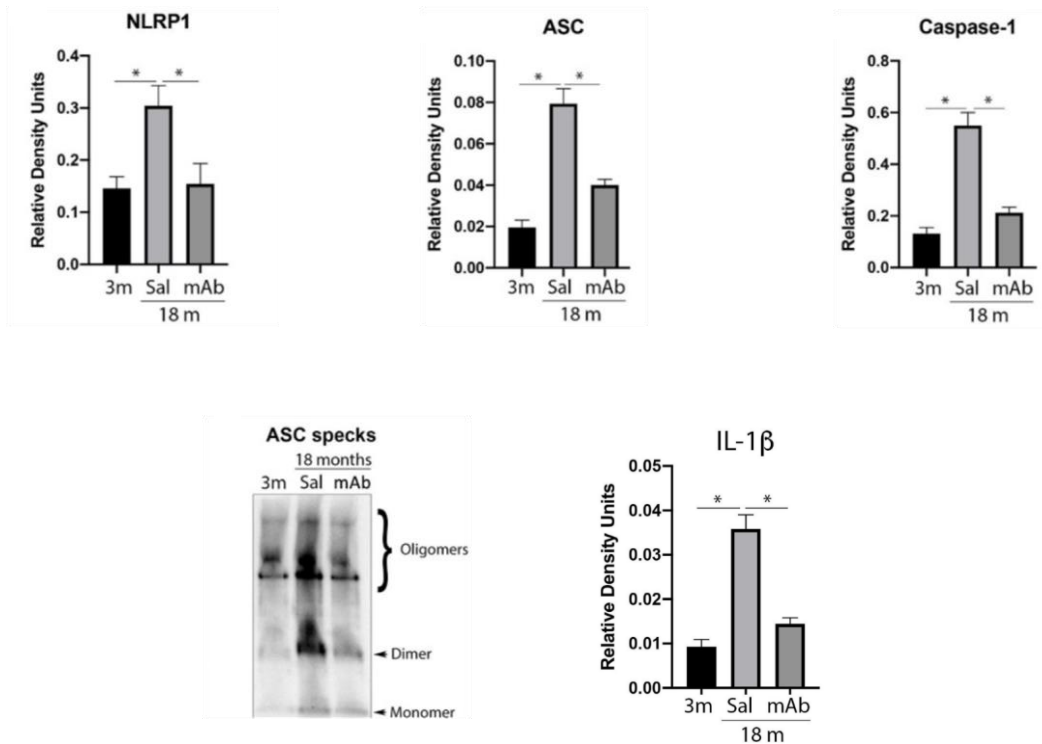 NLRP1
Relative Density Units
0.4
0.3
0.2
0.1
0.0
* *
3m Sal mAb
18 m
ASC
Relative Density Units
0.10
0.08
0.06
0.04
0.02
0.00
* *
3m Sal mAb
18 m
Caspase-1
Relative Density Units
0.8
0.6
0.4
0.2
0.0
* *
3m Sal mAb
18 m
ASC specks
18 months
3m Sal mAb
Oligomers
Dimer
Monomer
IL-1β
Relative Density Units
0.05
0.04
0.03
0.02
0.01
0.00
* *
3m Sal mAb
18 m